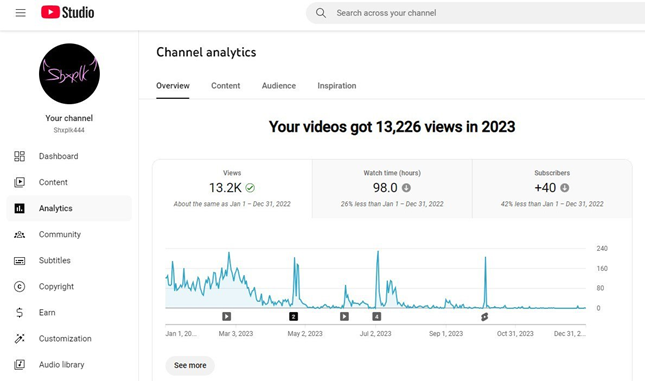 Studio
Search across your channel
Shxplk
Your channel
Shxplk444
Dashboard
Content
Analytics
Community
Subtitles
Copyright
Earn
Customization
Audio library
Channel analytics
Overview Content Audience Inspiration
Your videos got 13,226 views in 2023
Views
13.2K
About the same as Jan 1 – Dec 31, 2022
Watch time (hours)
98.0
26% less than Jan 1 – Dec 31, 2022
Subscribers
+40
42% less than Jan 1 – Dec 31, 2022
240
160
80
0
2 4
Jan 1, 20... Mar 3, 2023 May 2, 2023 Jul 2, 2023 Sep 1, 2023 Oct 31, 2023 Dec 31, 2...
See more